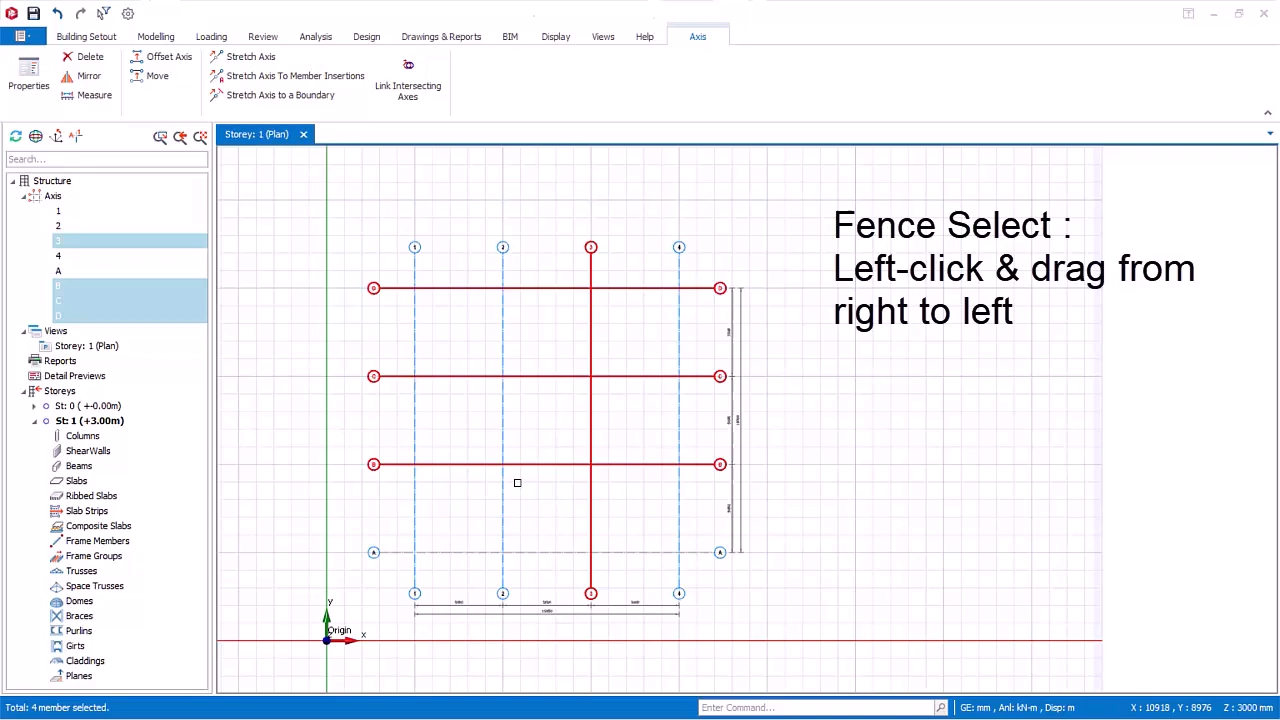 Building Setout Modelling Loading Review Analysis Design Drawings & Reports BIM Display Views Help Axis
Properties
Delete
Mirror
Measure
Offset Axis
Move
Stretch Axis
Stretch Axis To Member Insertions
Stretch Axis to a Boundary
Link Intersecting
Axes
Storey: 1 (Plan)
Search...
Structure
Axis
1
2
3
4
A
B
C
D
Views
Storey: 1 (Plan)
Reports
Detail Previews
Storeys
St: 0 ( +-0.00m)
St: 1 (+3.00m)
Columns
ShearWalls
Beams
Slabs
Ribbed Slabs
Slab Strips
Composite Slabs
Frame Members
Frame Groups
Trusses
Space Trusses
Domes
Braces
Purlins
Girts
Claddings
Planes
1 2 3 4
D D
C C
B B
A A
1 2 3 4
y
Origin
x
Fence Select :
Left-click & drag from
right to left
Total: 4 member selected.
Enter Command...
GE: mm , Anl: kN-m , Disp: m
X : 10918 , Y : 8976
Z : 3000 mm